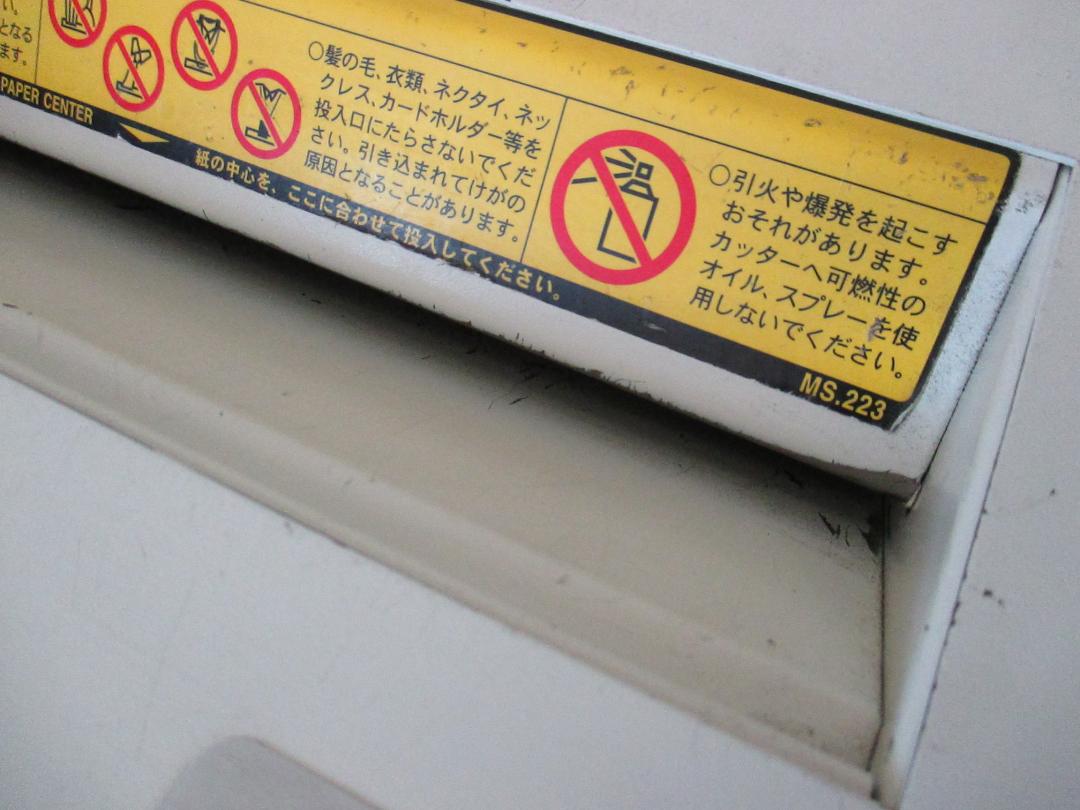 い、
となる
ます。
○髪の毛、衣類、ネクタイ、ネッ
クレス、カードホルダー等を
投入口にたらさないでくだ
さい。引き込まれてけがの
原因となることがあります。
○引火や爆発を起こす
おそれがあります。
カッターへ可燃性の
オイル、スプレーを使
用しないでください。
PAPER CENTER
紙の中心を、ここに合わせて投入してください。
MS.223